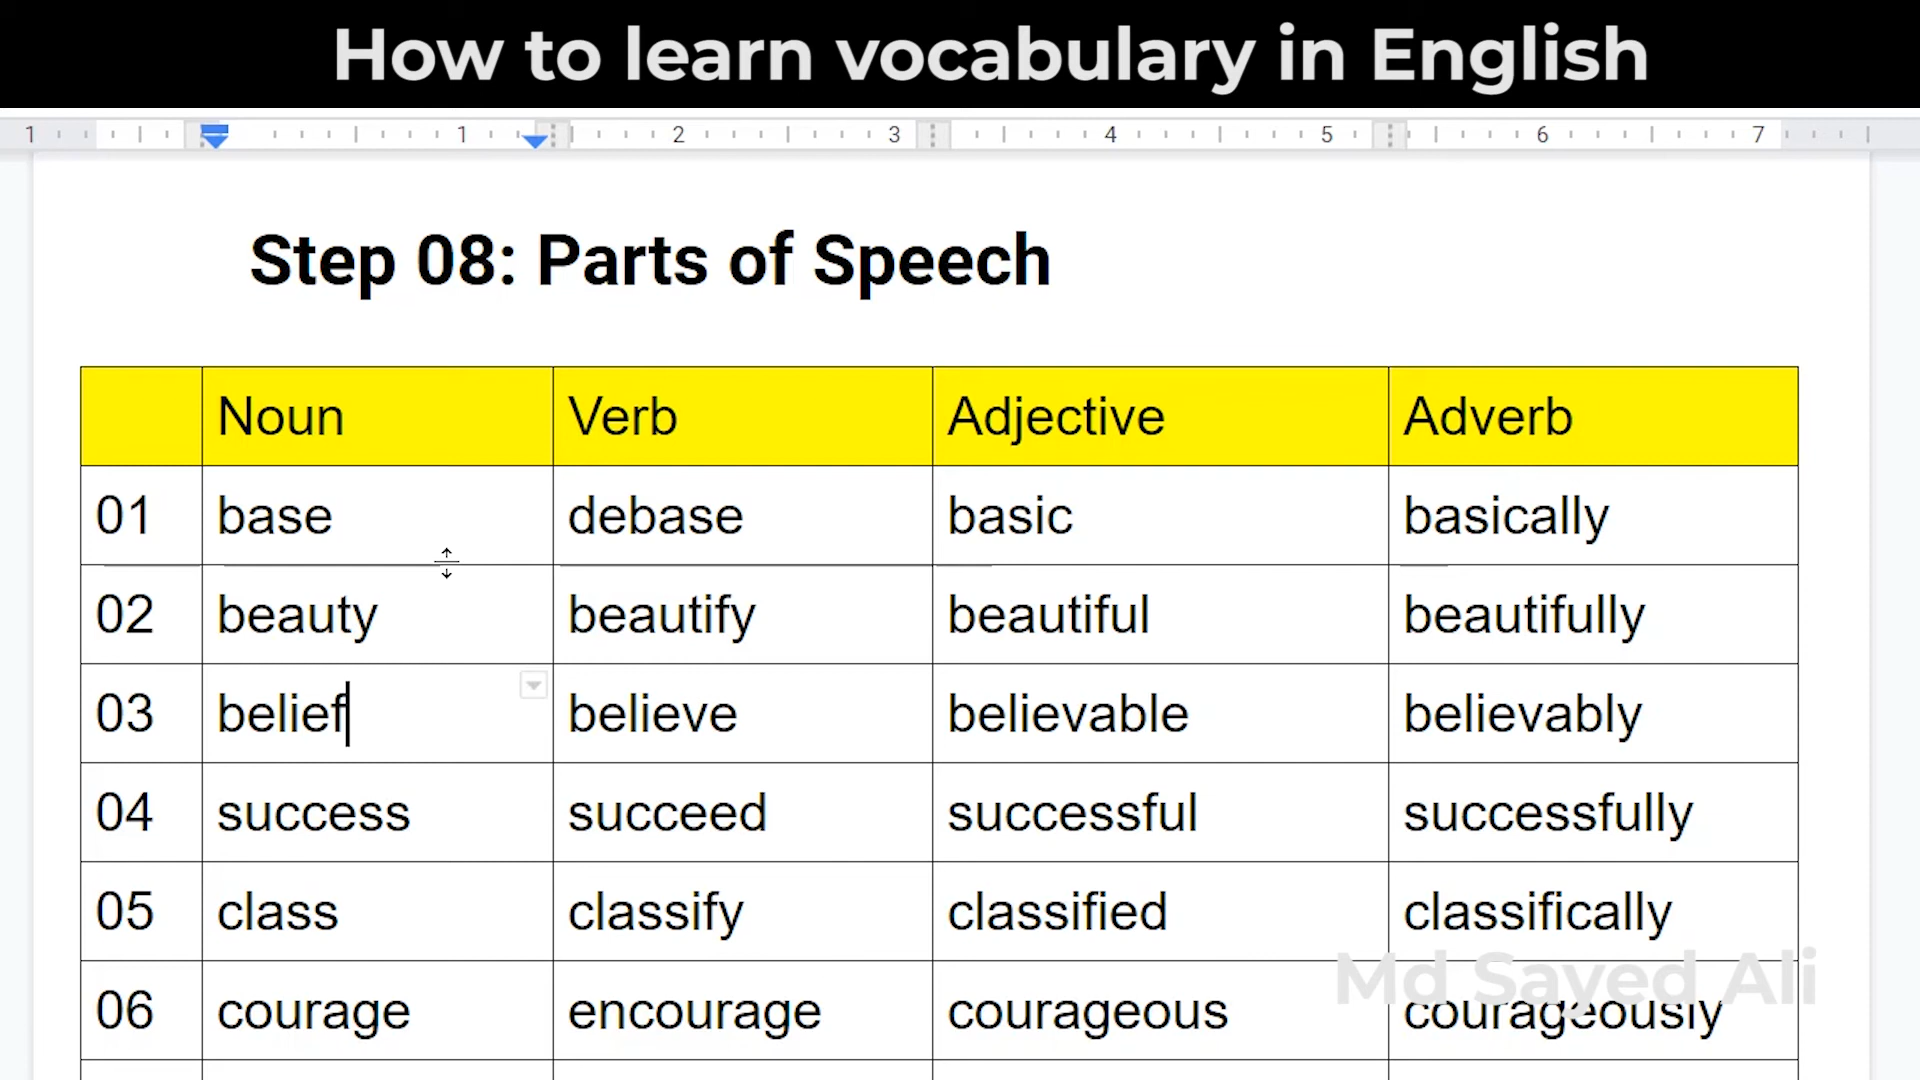 How to learn vocabulary in English
1 1 2 3 4 5 6 7
Step 08: Parts of Speech
Noun Verb Adjective Adverb
01 base debase basic basically
02 beauty beautify beautiful beautifully
03 belief believe believable believably
04 success succeed successful successfully
05 class classify classified classifically
06 courage encourage courageous courageously
Md Sayed Ali